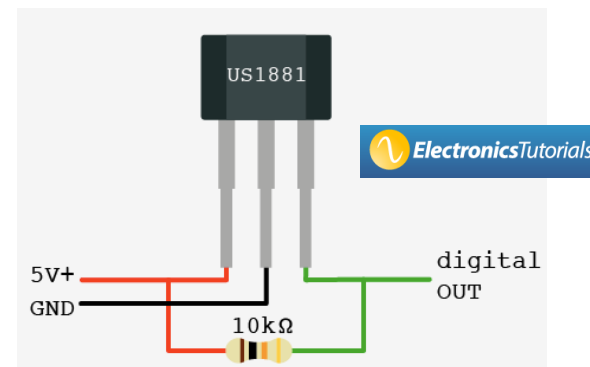 US1881
ElectronicsTutorials
5V+
digital
GND
OUT
10kΩ